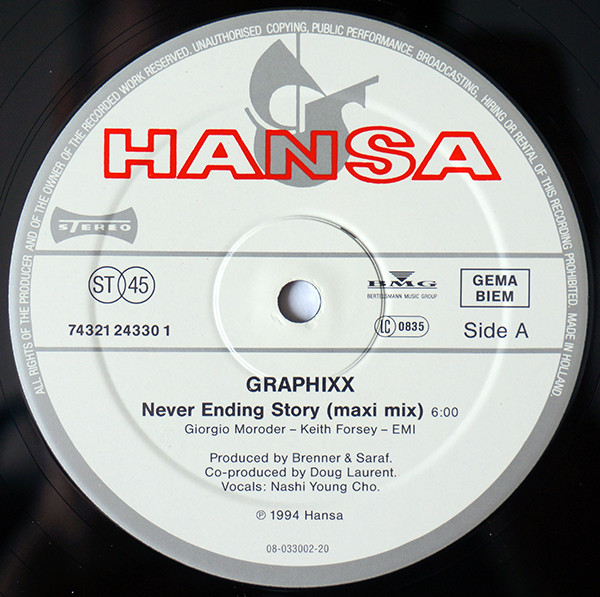 ALL RIGHTS OF THE PRODUCER AND OF THE OWNER OF THE RECORDED WORK RESERVED. UNAUTHORISED COPYING, PUBLIC PERFORMANCE, BROADCASTING, HIRING OR RENTAL OF THIS RECORDING PROHIBITED. MADE IN HOLLAND.
HANSA
STEREO
ST 45
BMG
BERTELSMANN MUSIC GROUP
GEMA
BIEM
74321 24330 1
LC 0835
Side A
GRAPHIXX
Never Ending Story (maxi mix) 6:00
Giorgio Moroder – Keith Forsey – EMI
Produced by Brenner & Saraf.
Co-produced by Doug Laurent.
Vocals: Nashi Young Cho.
℗ 1994 Hansa
08-033002-20